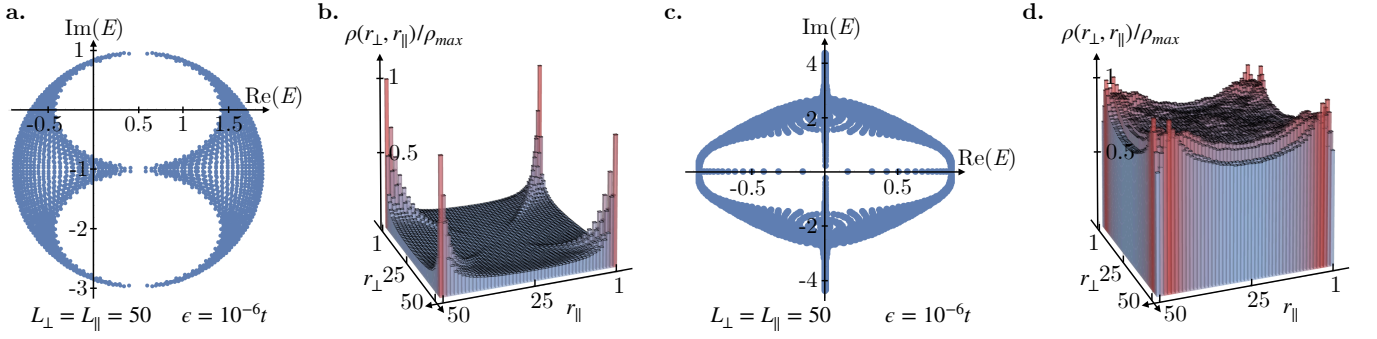 a.
Im(E)
1
Re(E)
-0.5
0.5
1
1.5
-1
-2
-3
L⊥ = L∥ = 50
ϵ = 10⁻⁶t
b.
ρ(r⊥, r∥)/ρmax
1
0.5
1
r⊥
25
50
50
25
r∥
1
c.
Im(E)
4
2
Re(E)
-0.5
0.5
-2
-4
L⊥ = L∥ = 50
ϵ = 10⁻⁶t
d.
ρ(r⊥, r∥)/ρmax
1
0.5
1
r⊥
25
50
50
25
r∥
1